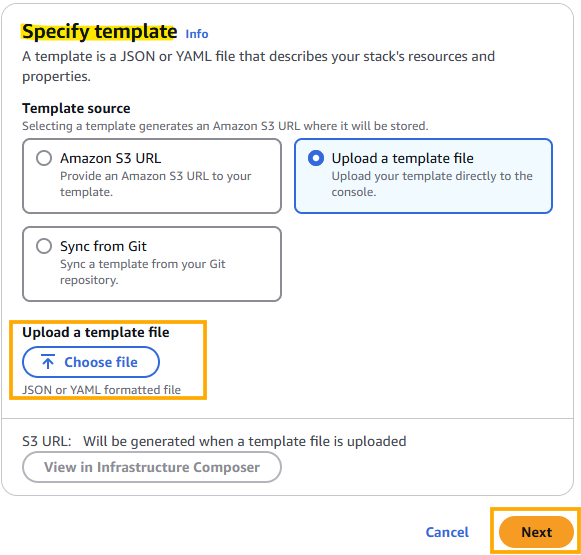 Specify template Info
A template is a JSON or YAML file that describes your stack's resources and
properties.
Template source
Selecting a template generates an Amazon S3 URL where it will be stored.
Amazon S3 URL
Provide an Amazon S3 URL to your
template.
Upload a template file
Upload your template directly to the
console.
Sync from Git
Sync a template from your Git
repository.
Upload a template file
Choose file
JSON or YAML formatted file
S3 URL: Will be generated when a template file is uploaded
View in Infrastructure Composer
Cancel Next